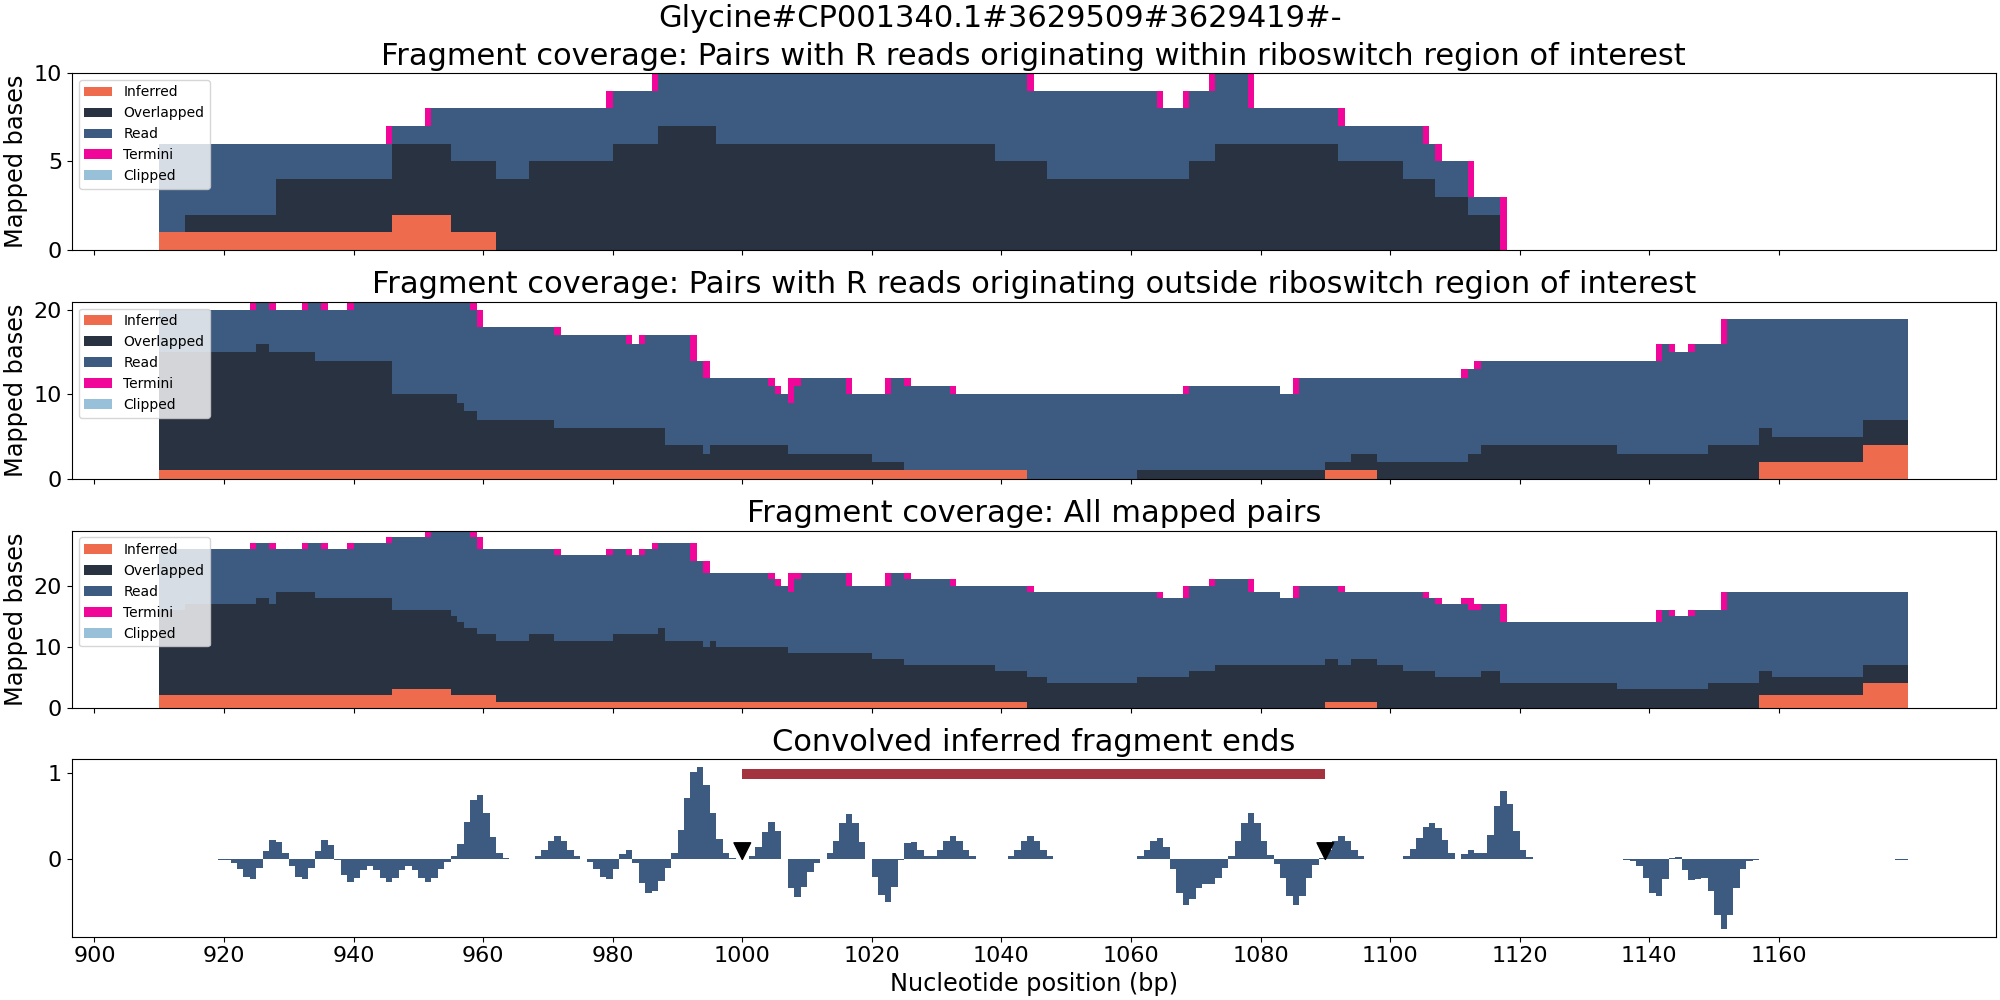 Glycine#CP001340.1#3629509#3629419#-
Fragment coverage: Pairs with R reads originating within riboswitch region of interest
Mapped bases
10
5
0
Inferred
Overlapped
Read
Termini
Clipped
Fragment coverage: Pairs with R reads originating outside riboswitch region of interest
Mapped bases
20
10
0
Inferred
Overlapped
Read
Termini
Clipped
Fragment coverage: All mapped pairs
Mapped bases
20
10
0
Inferred
Overlapped
Read
Termini
Clipped
Convolved inferred fragment ends
1
0
900 920 940 960 980 1000 1020 1040 1060 1080 1100 1120 1140 1160
Nucleotide position (bp)